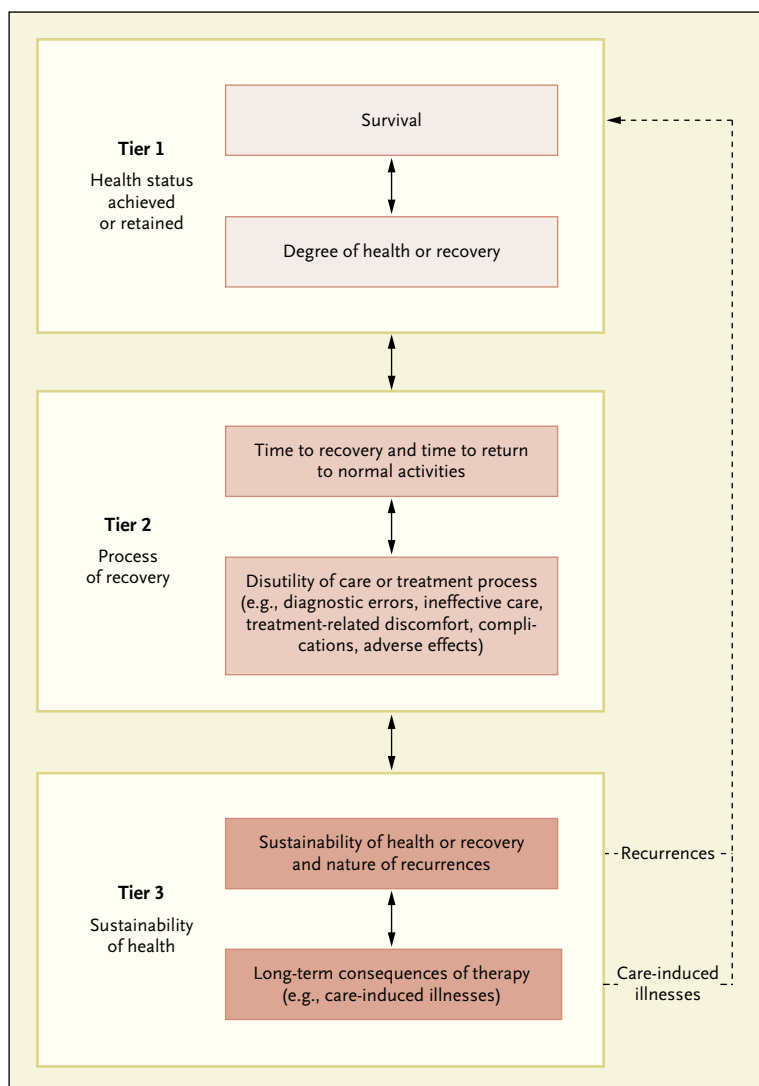 Survival
Tier 1
Health status
achieved
or retained
Degree of health or recovery
Time to recovery and time to return
to normal activities
Tier 2
Process
of recovery
Disutility of care or treatment process
(e.g., diagnostic errors, ineffective care,
treatment-related discomfort, compli-
cations, adverse effects)
Sustainability of health or recovery
and nature of recurrences
Recurrences
Tier 3
Sustainability
of health
Long-term consequences of therapy
(e.g., care-induced illnesses)
Care-induced
illnesses